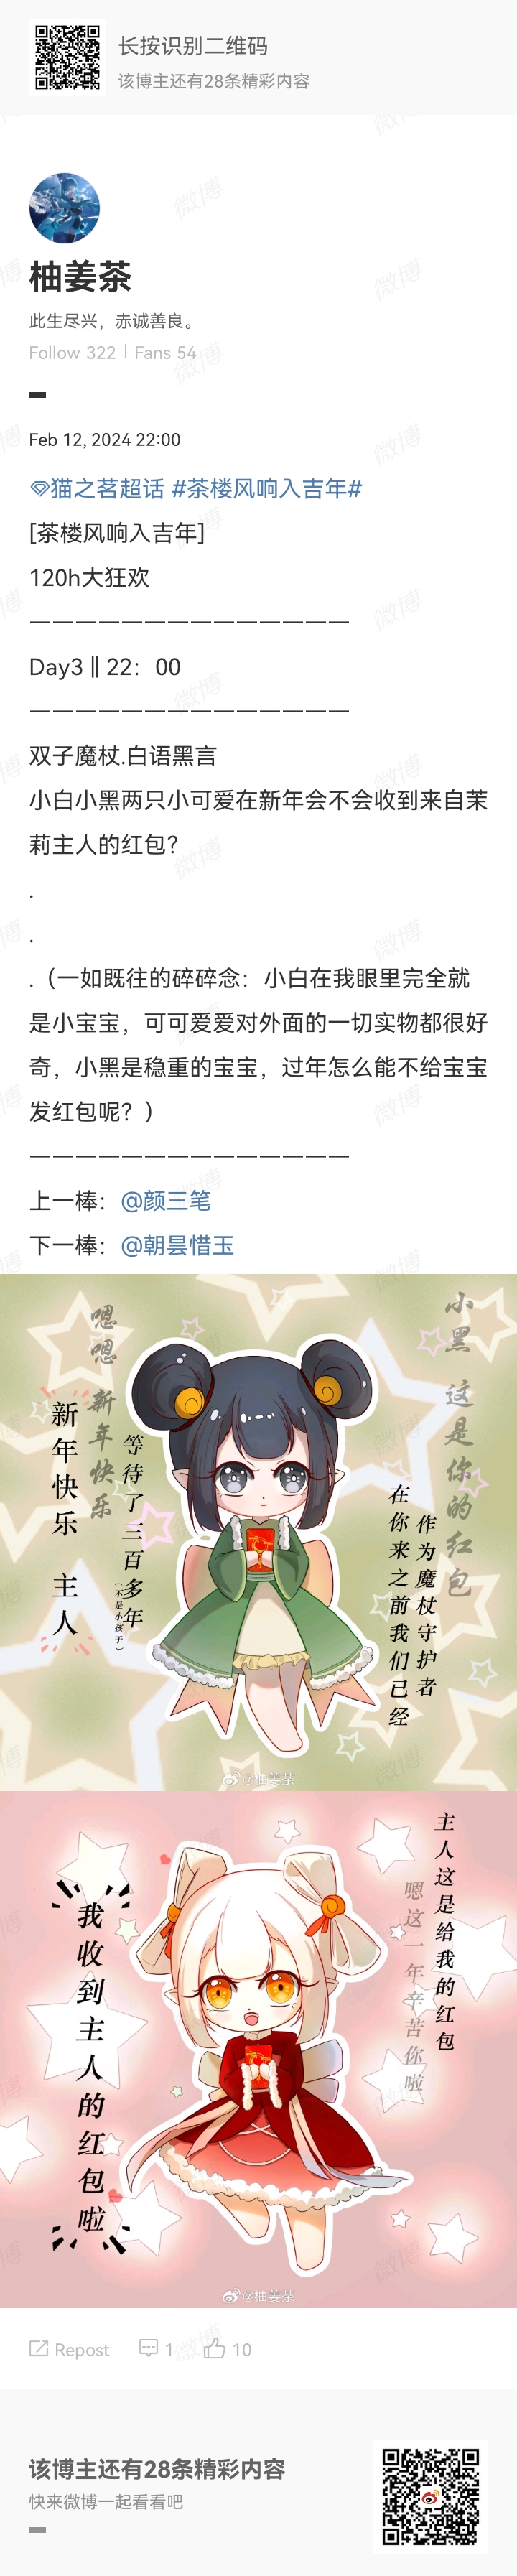 长按识别二维码
该博主还有28条精彩内容
柚姜茶
此生尽兴，赤诚善良。
Follow 322 | Fans 54
Feb 12, 2024 22:00
猫之茗超话 #茶楼风响入吉年#
[茶楼风响入吉年]
120h大狂欢
——————————————
Day3 ‖ 22：00
——————————————
双子魔杖.白语黑言
小白小黑两只小可爱在新年会不会收到来自茉
莉主人的红包？
.
.
.（一如既往的碎碎念：小白在我眼里完全就
是小宝宝，可可爱爱对外面的一切实物都很好
奇，小黑是稳重的宝宝，过年怎么能不给宝宝
发红包呢？）
——————————————
上一棒：@颜三笔
下一棒：@朝昙惜玉
小黑 这是你的红包
作为魔杖守护者
在你来之前我们已经
等待了三百多年
（不是小孩子）
嗯嗯 新年快乐
新年快乐 主人
@柚姜茶
主人这是给我的红包
嗯这一年辛苦你啦
我收到主人的红包啦
@柚姜茶
Repost 1 10
该博主还有28条精彩内容
快来微博一起看看吧
微博